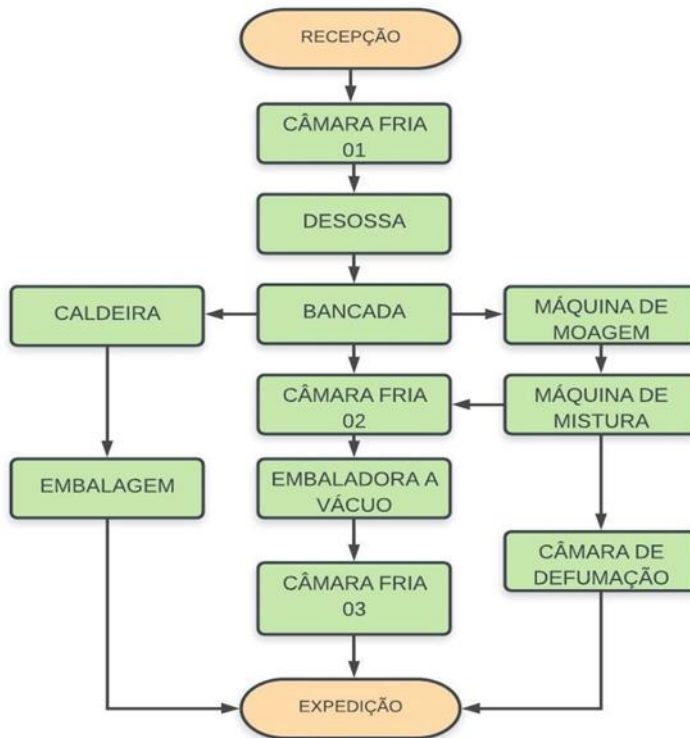 RECEPÇÃO
CÂMARA FRIA
01
DESOSSA
CALDEIRA
BANCADA
MÁQUINA DE
MOAGEM
CÂMARA FRIA
02
MÁQUINA DE
MISTURA
EMBALAGEM
EMBALADORA A
VÁCUO
CÂMARA DE
DEFUMAÇÃO
CÂMARA FRIA
03
EXPEDIÇÃO